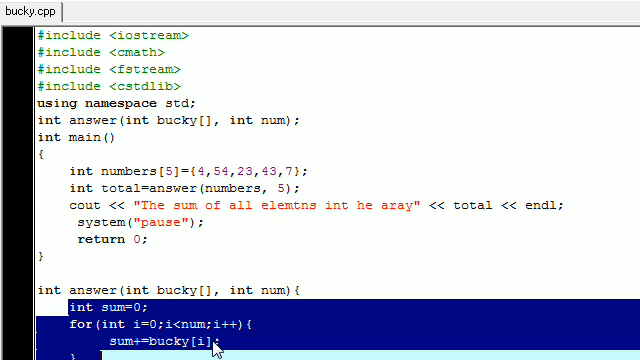 bucky.cpp
#include <iostream>
#include <cmath>
#include <fstream>
#include <cstdlib>
using namespace std;
int answer(int bucky[], int num);
int main()
{
int numbers[5]={4,54,23,43,7};
int total=answer(numbers, 5);
cout << "The sum of all elemtns int he aray" << total << endl;
system("pause");
return 0;
}
int answer(int bucky[], int num){
int sum=0;
for(int i=0;i<num;i++){
sum+=bucky[i];
}